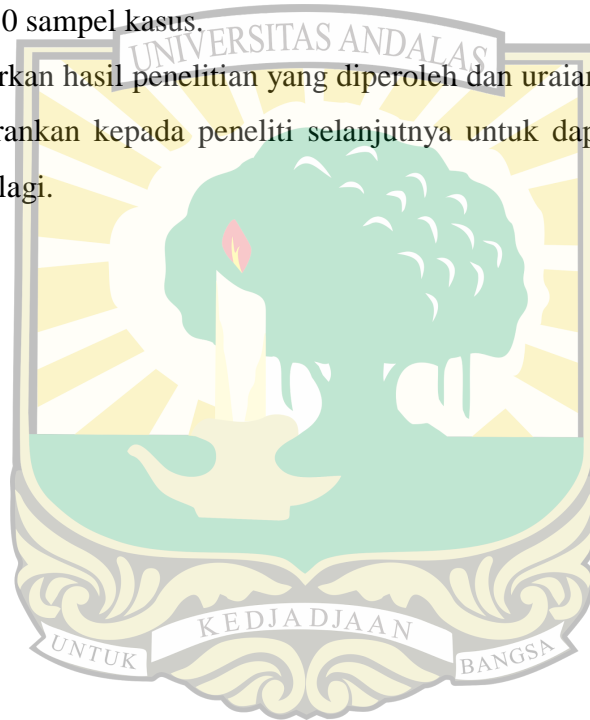 0 sampel kasus.
UNIVERSITAS ANDALAS
rkan hasil penelitian yang diperoleh dan uraian
rankan kepada peneliti selanjutnya untuk dap
lagi.
KEDJADJAAN
UNTUK
BANGSA